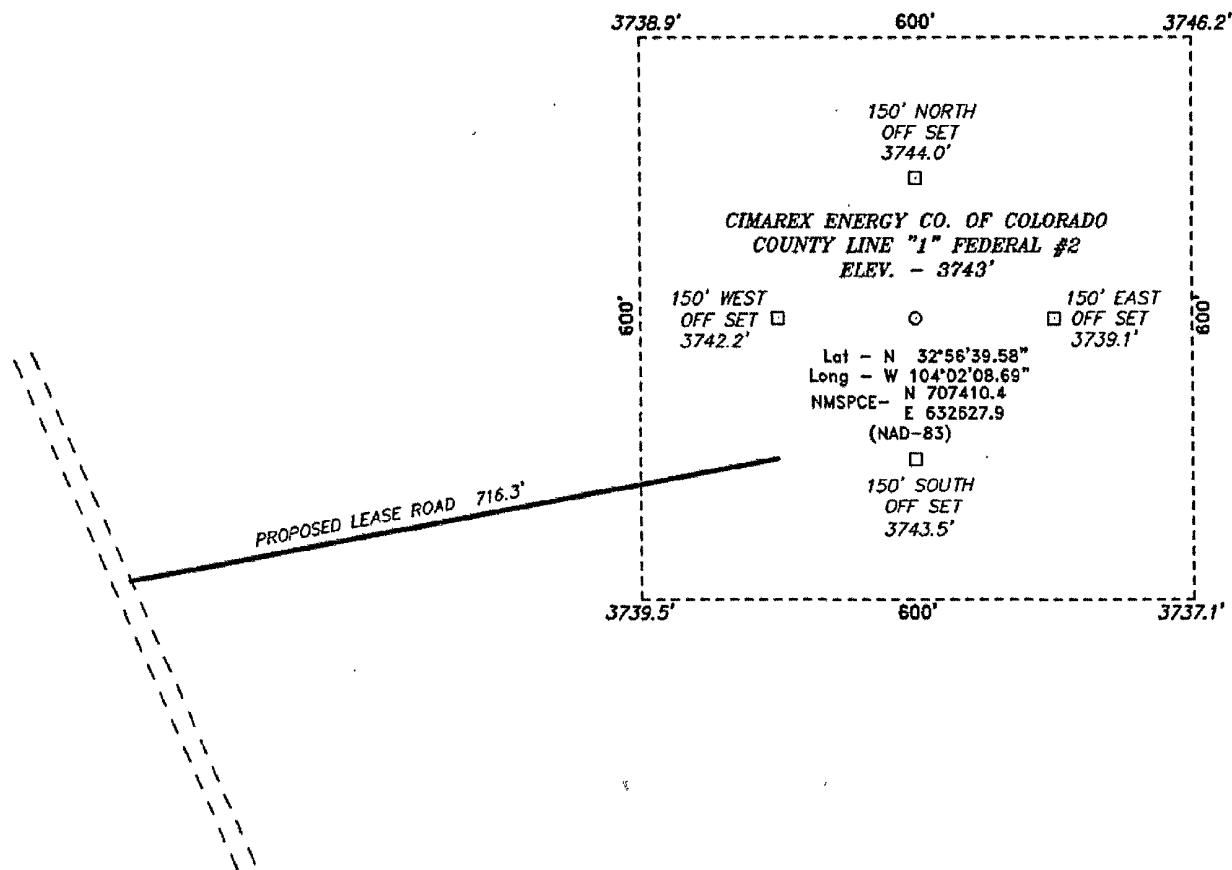 3738.9' 600' 3746.2'
150' NORTH
OFF SET
3744.0'
CIMAREX ENERGY CO. OF COLORADO
COUNTY LINE "1" FEDERAL #2
ELEV. - 3743'
600'
150' WEST
OFF SET
3742.2'
150' EAST
OFF SET
3739.1'
600'
Lat - N 32°56'39.58"
Long - W 104°02'08.69"
NMSPCE- N 707410.4
E 632627.9
(NAD-83)
150' SOUTH
OFF SET
3743.5'
PROPOSED LEASE ROAD 716.3'
3739.5' 600' 3737.1'